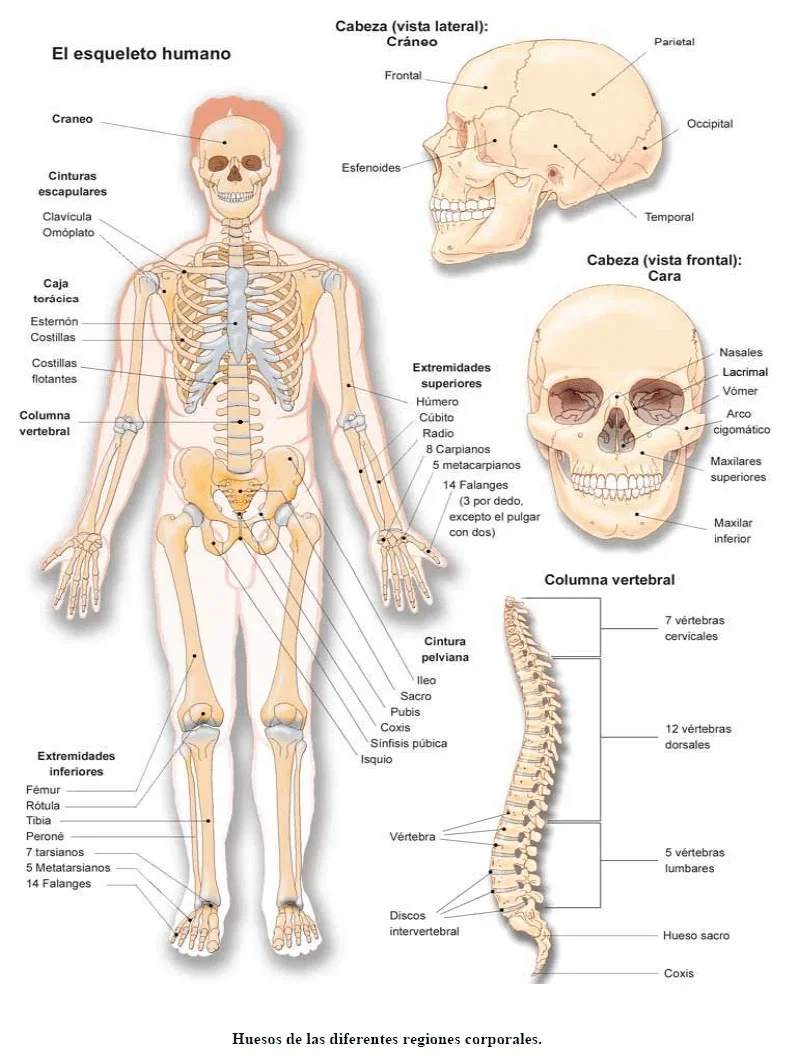 El esqueleto humano
Craneo
Cinturas
escapulares
Clavícula
Omóplato
Caja
torácica
Esternón
Costillas
Costillas
flotantes
Columna
vertebral
Extremidades
superiores
Húmero
Cúbito
Radio
8 Carpianos
5 metacarpianos
14 Falanges
(3 por dedo,
excepto el pulgar
con dos)
Cintura
pelviana
Ileo
Sacro
Pubis
Coxis
Sínfisis púbica
Isquio
Extremidades
inferiores
Fémur
Rótula
Tibia
Peroné
7 tarsianos
5 Metatarsianos
14 Falanges
Cabeza (vista lateral):
Cráneo
Parietal
Frontal
Occipital
Esfenoides
Temporal
Cabeza (vista frontal):
Cara
Nasales
Lacrimal
Vómer
Arco
cigomático
Maxilares
superiores
Maxilar
inferior
Columna vertebral
7 vértebras
cervicales
12 vértebras
dorsales
Vértebra
5 vértebras
lumbares
Discos
intervertebral
Hueso sacro
Coxis
Huesos de las diferentes regiones corporales.